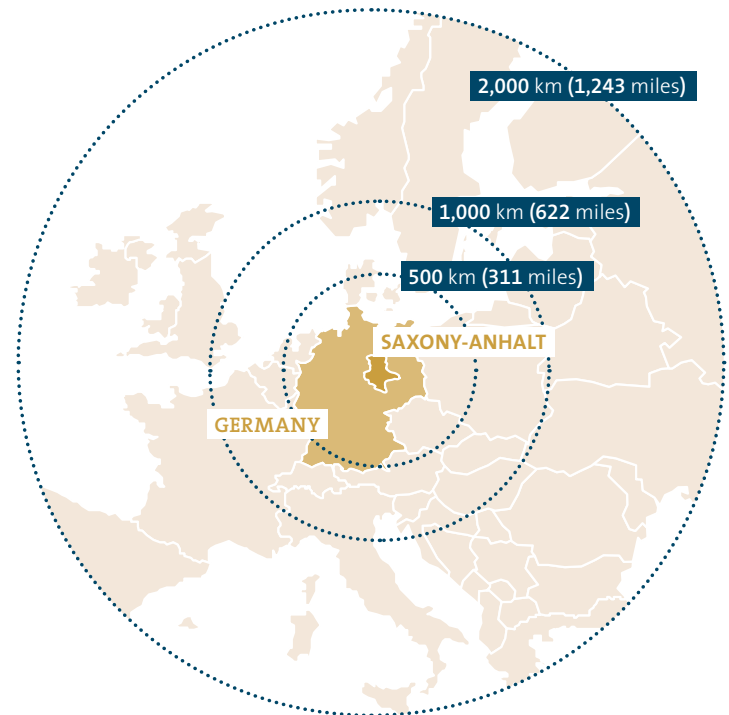 2,000 km (1,243 miles)
1,000 km (622 miles)
500 km (311 miles)
SAXONY-ANHALT
GERMANY